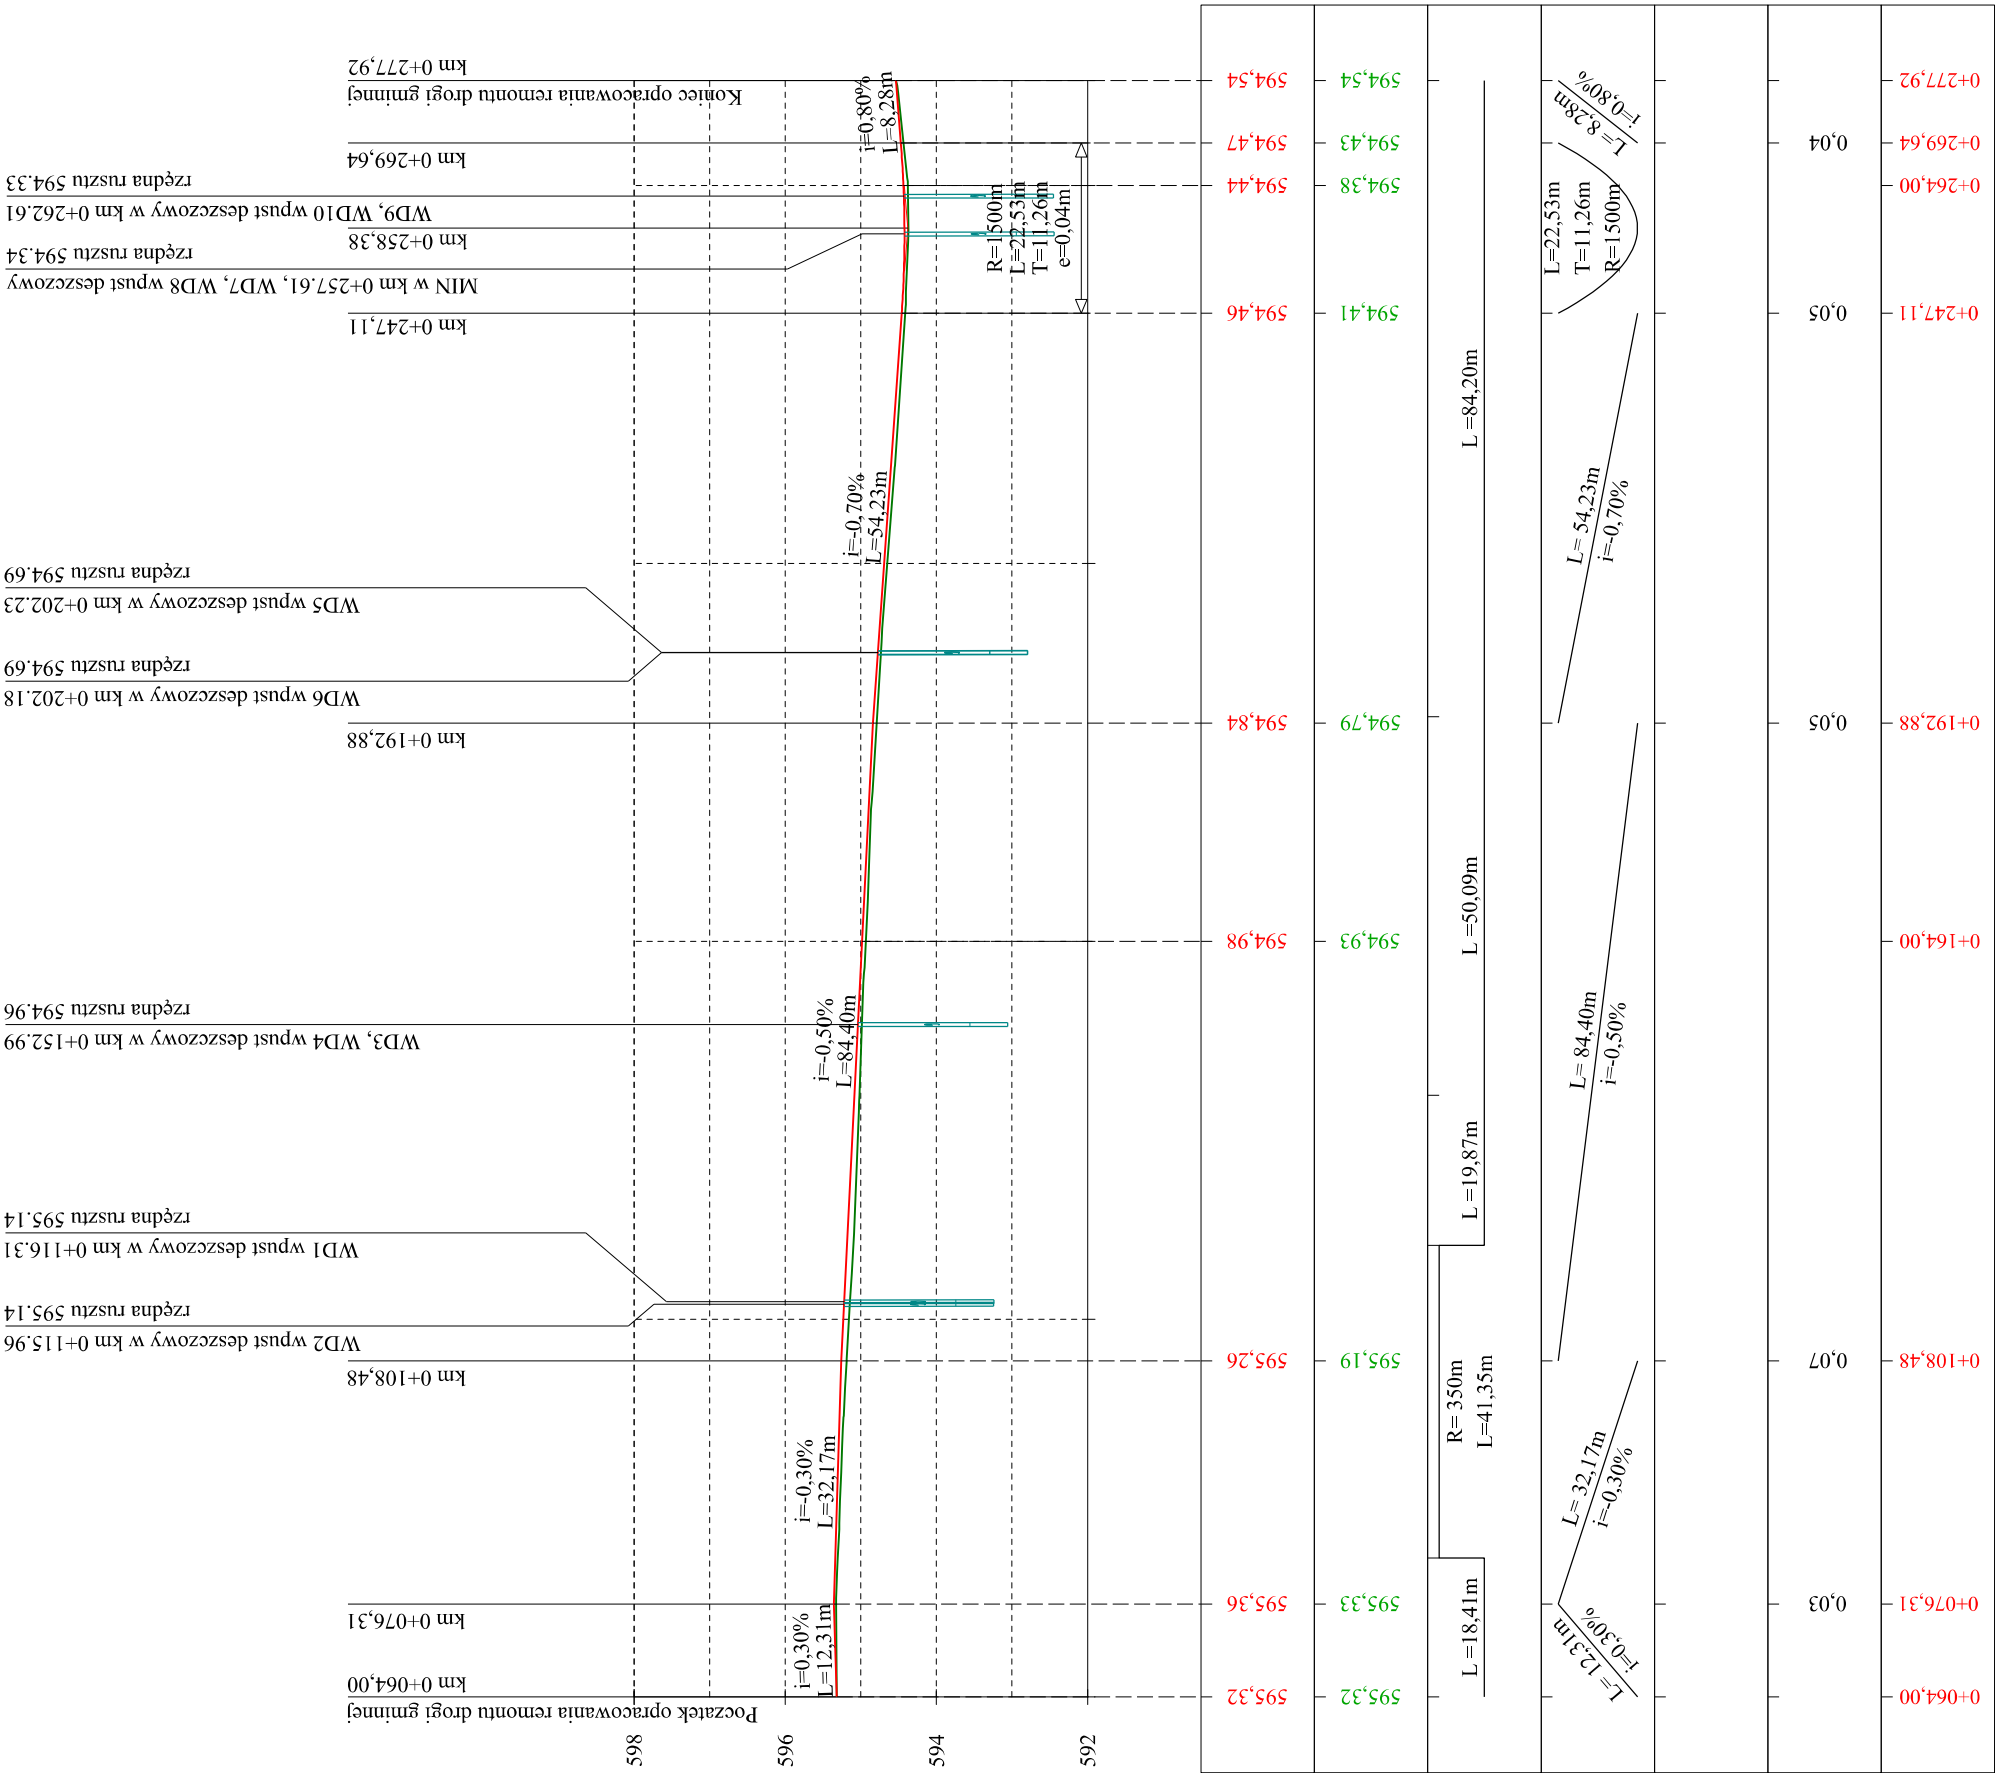 Początek opracowania remontu drogi gminnej
km 0+064,00
km 0+076,31
km 0+108,48
WD2 wpust deszczowy w km 0+115.96
rzędna rusztu 595.14
WD1 wpust deszczowy w km 0+116.31
rzędna rusztu 595.14
WD3, WD4 wpust deszczowy w km 0+152.99
rzędna rusztu 594.96
km 0+192,88
WD6 wpust deszczowy w km 0+202.18
rzędna rusztu 594.69
WD5 wpust deszczowy w km 0+202.23
rzędna rusztu 594.69
km 0+247,11
MIN w km 0+257.61, WD7, WD8 wpust deszczowy
rzędna rusztu 594.34
km 0+258,38
WD9, WD10 wpust deszczowy w km 0+262.61
rzędna rusztu 594.33
km 0+269,64
Koniec opracowania remontu drogi gminnej
km 0+277,92
598
596
594
592
i=0,30%
L=12,31m
i=-0,30%
L=32,17m
i=-0,50%
L=84,40m
i=-0,70%
L=54,23m
R=1500m
L=22,53m
T=11,26m
e=0,04m
i=0,80%
L=8,28m
595,32
595,36
595,26
594,98
594,84
594,46
594,44
594,47
594,54
595,32
595,33
595,19
594,93
594,79
594,41
594,38
594,43
594,54
L=18,41m
R= 350m
L=41,35m
L=19,87m
L=50,09m
L=84,20m
L= 12,31m
i=0,30%
L= 32,17m
i=-0,30%
L= 84,40m
i=-0,50%
L= 54,23m
i=-0,70%
L=22,53m
T=11,26m
R=1500m
L= 8,28m
i=0,80%
0,03
0,07
0,05
0,05
0,04
0+064,00
0+076,31
0+108,48
0+164,00
0+192,88
0+247,11
0+264,00
0+269,64
0+277,92